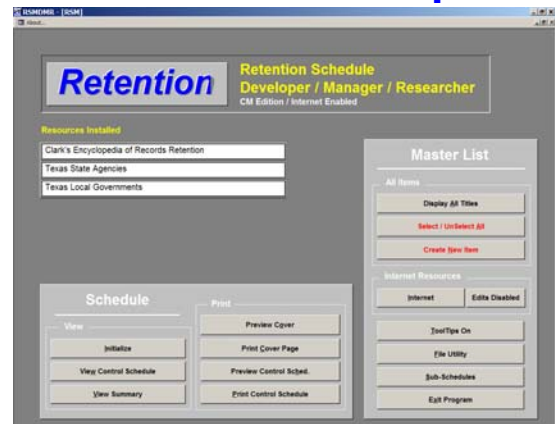 RSMDMR - [RSM]
About...
Retention
Retention Schedule
Developer / Manager / Researcher
CM Edition / Internet Enabled
Resources Installed
Clark's Encyclopedia of Records Retention
Texas State Agencies
Texas Local Governments
Master List
All Items
Display All Titles
Select / UnSelect All
Create New Item
Internet Resources
Internet
Edits Disabled
ToolTips On
File Utility
Sub-Schedules
Exit Program
Schedule
View
Initialize
View Control Schedule
View Summary
Print
Preview Cover
Print Cover Page
Preview Control Sched.
Print Control Schedule